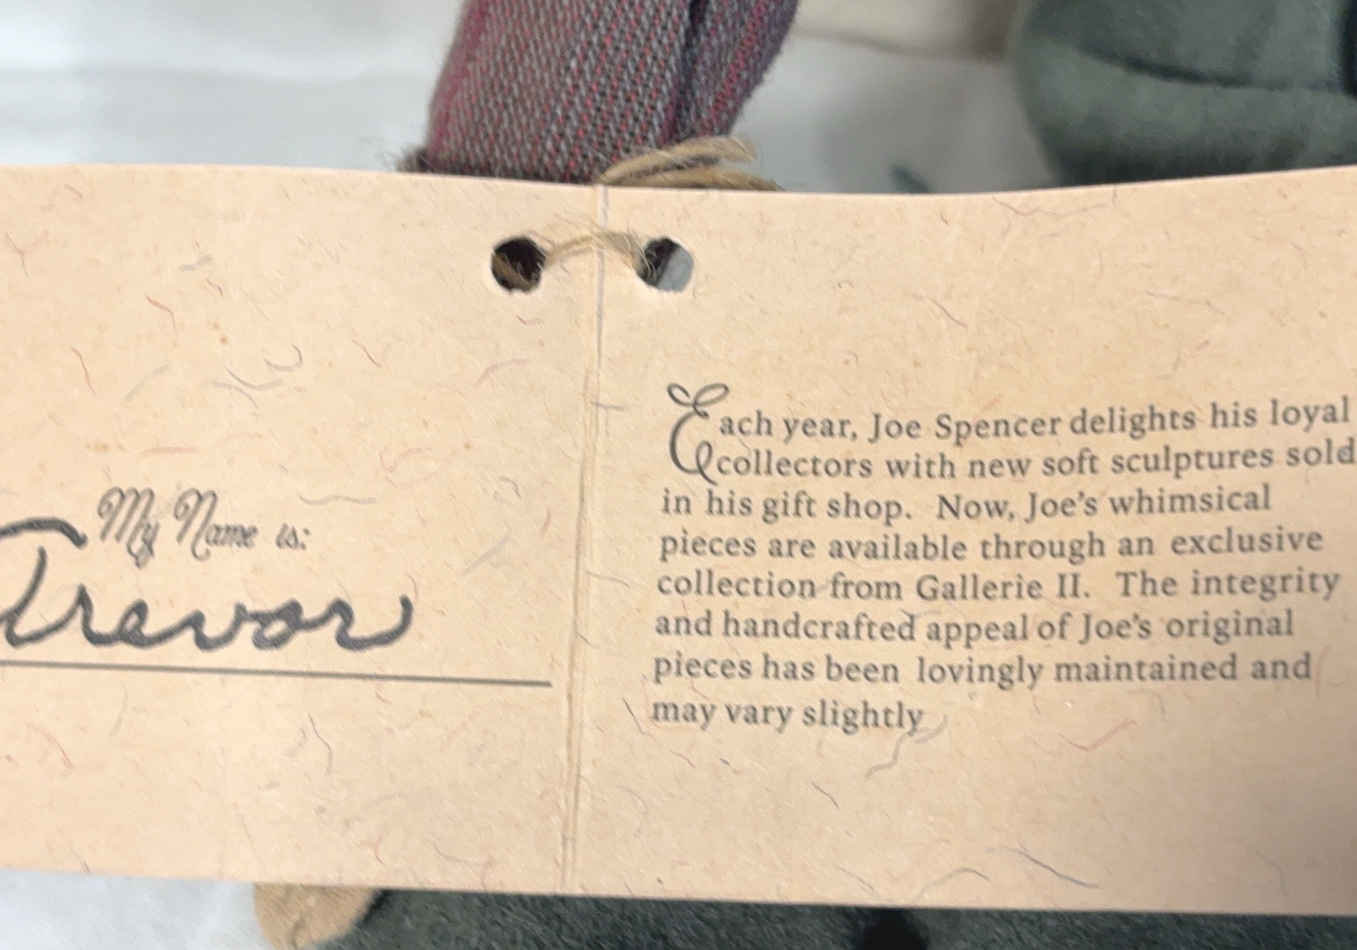 My Name is:
Trevor
Each year, Joe Spencer delights his loyal
collectors with new soft sculptures sold
in his gift shop. Now, Joe's whimsical
pieces are available through an exclusive
collection from Gallerie II. The integrity
and handcrafted appeal of Joe's original
pieces has been lovingly maintained and
may vary slightly